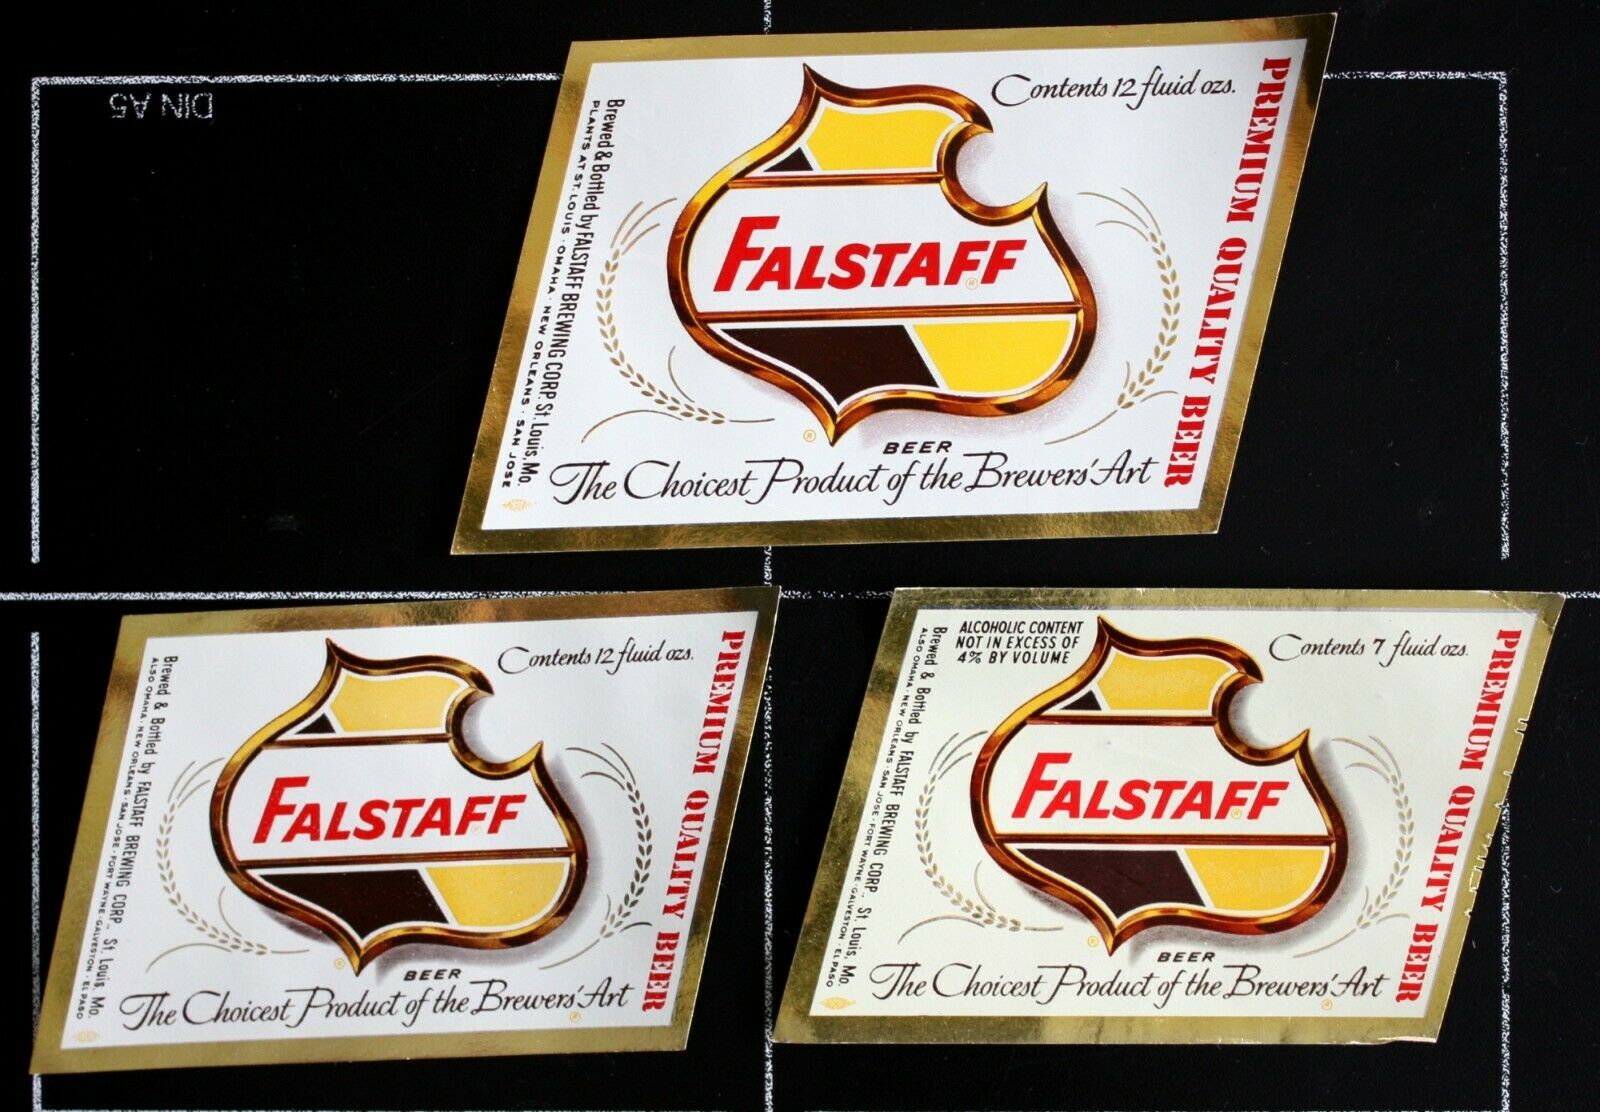 DIN A5
Contents 12 fluid ozs.
PREMIUM QUALITY BEER
Brewed & Bottled by FALSTAFF BREWING CORP. St. Louis, Mo.
PLANTS AT ST. LOUIS · OMAHA · NEW ORLEANS · SAN JOSE
FALSTAFF®
®
BEER
The Choicest Product of the Brewers' Art
Contents 12 fluid ozs.
PREMIUM QUALITY BEER
Brewed & Bottled by FALSTAFF BREWING CORP., St. Louis, Mo.
ALSO OMAHA · NEW ORLEANS · SAN JOSE · FORT WAYNE · GALVESTON · EL PASO
FALSTAFF®
®
BEER
The Choicest Product of the Brewers' Art
®
ALCOHOLIC CONTENT
NOT IN EXCESS OF
4% BY VOLUME
Contents 7 fluid ozs.
PREMIUM QUALITY BEER
Brewed & Bottled by FALSTAFF BREWING CORP., St. Louis, Mo.
ALSO OMAHA · NEW ORLEANS · SAN JOSE · FORT WAYNE · GALVESTON · EL PASO
FALSTAFF®
®
BEER
The Choicest Product of the Brewers' Art
®